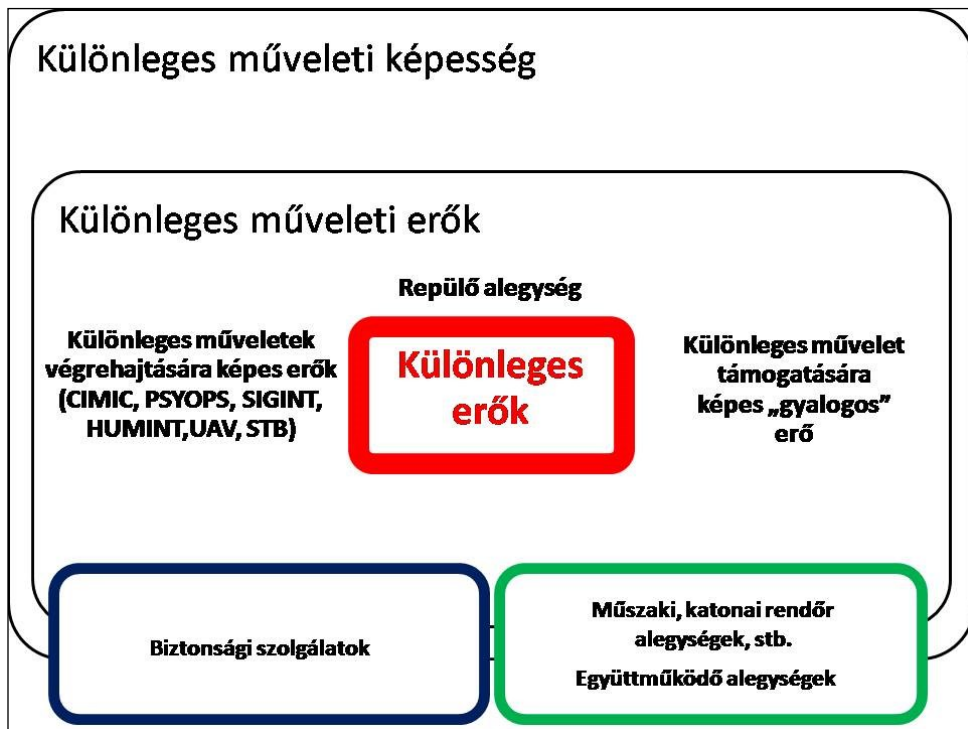 Különleges műveleti képesség
Különleges műveleti erők
Repülő alegység
Különleges műveletek
végrehajtására képes erők
(CIMIC, PSYOPS, SIGINT,
HUMINT,UAV, STB)
Különleges
erők
Különleges művelet
támogatására
képes „gyalogos”
erő
Biztonsági szolgálatok
Műszaki, katonai rendőr
alegységek, stb.
Együttműködő alegységek